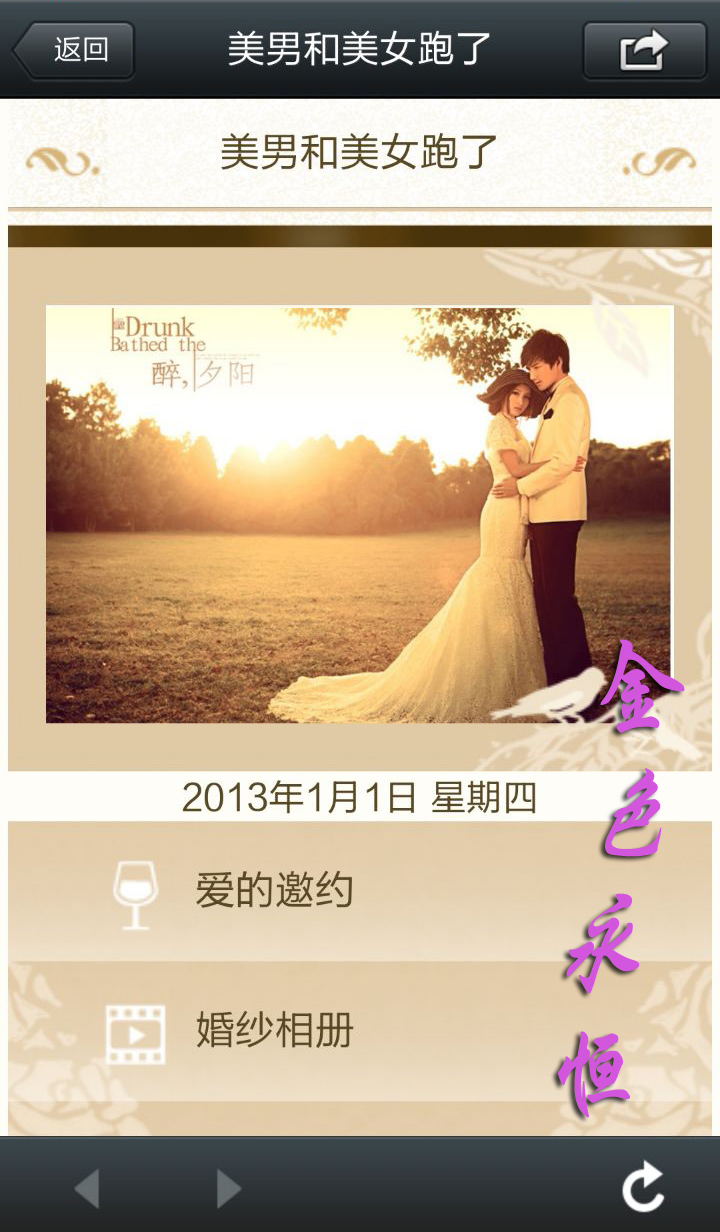 返回
美男和美女跑了
美男和美女跑了
Drunk
Bathed the
醉,夕阳
2013年1月1日 星期四
爱的邀约
婚纱相册
金色永恒